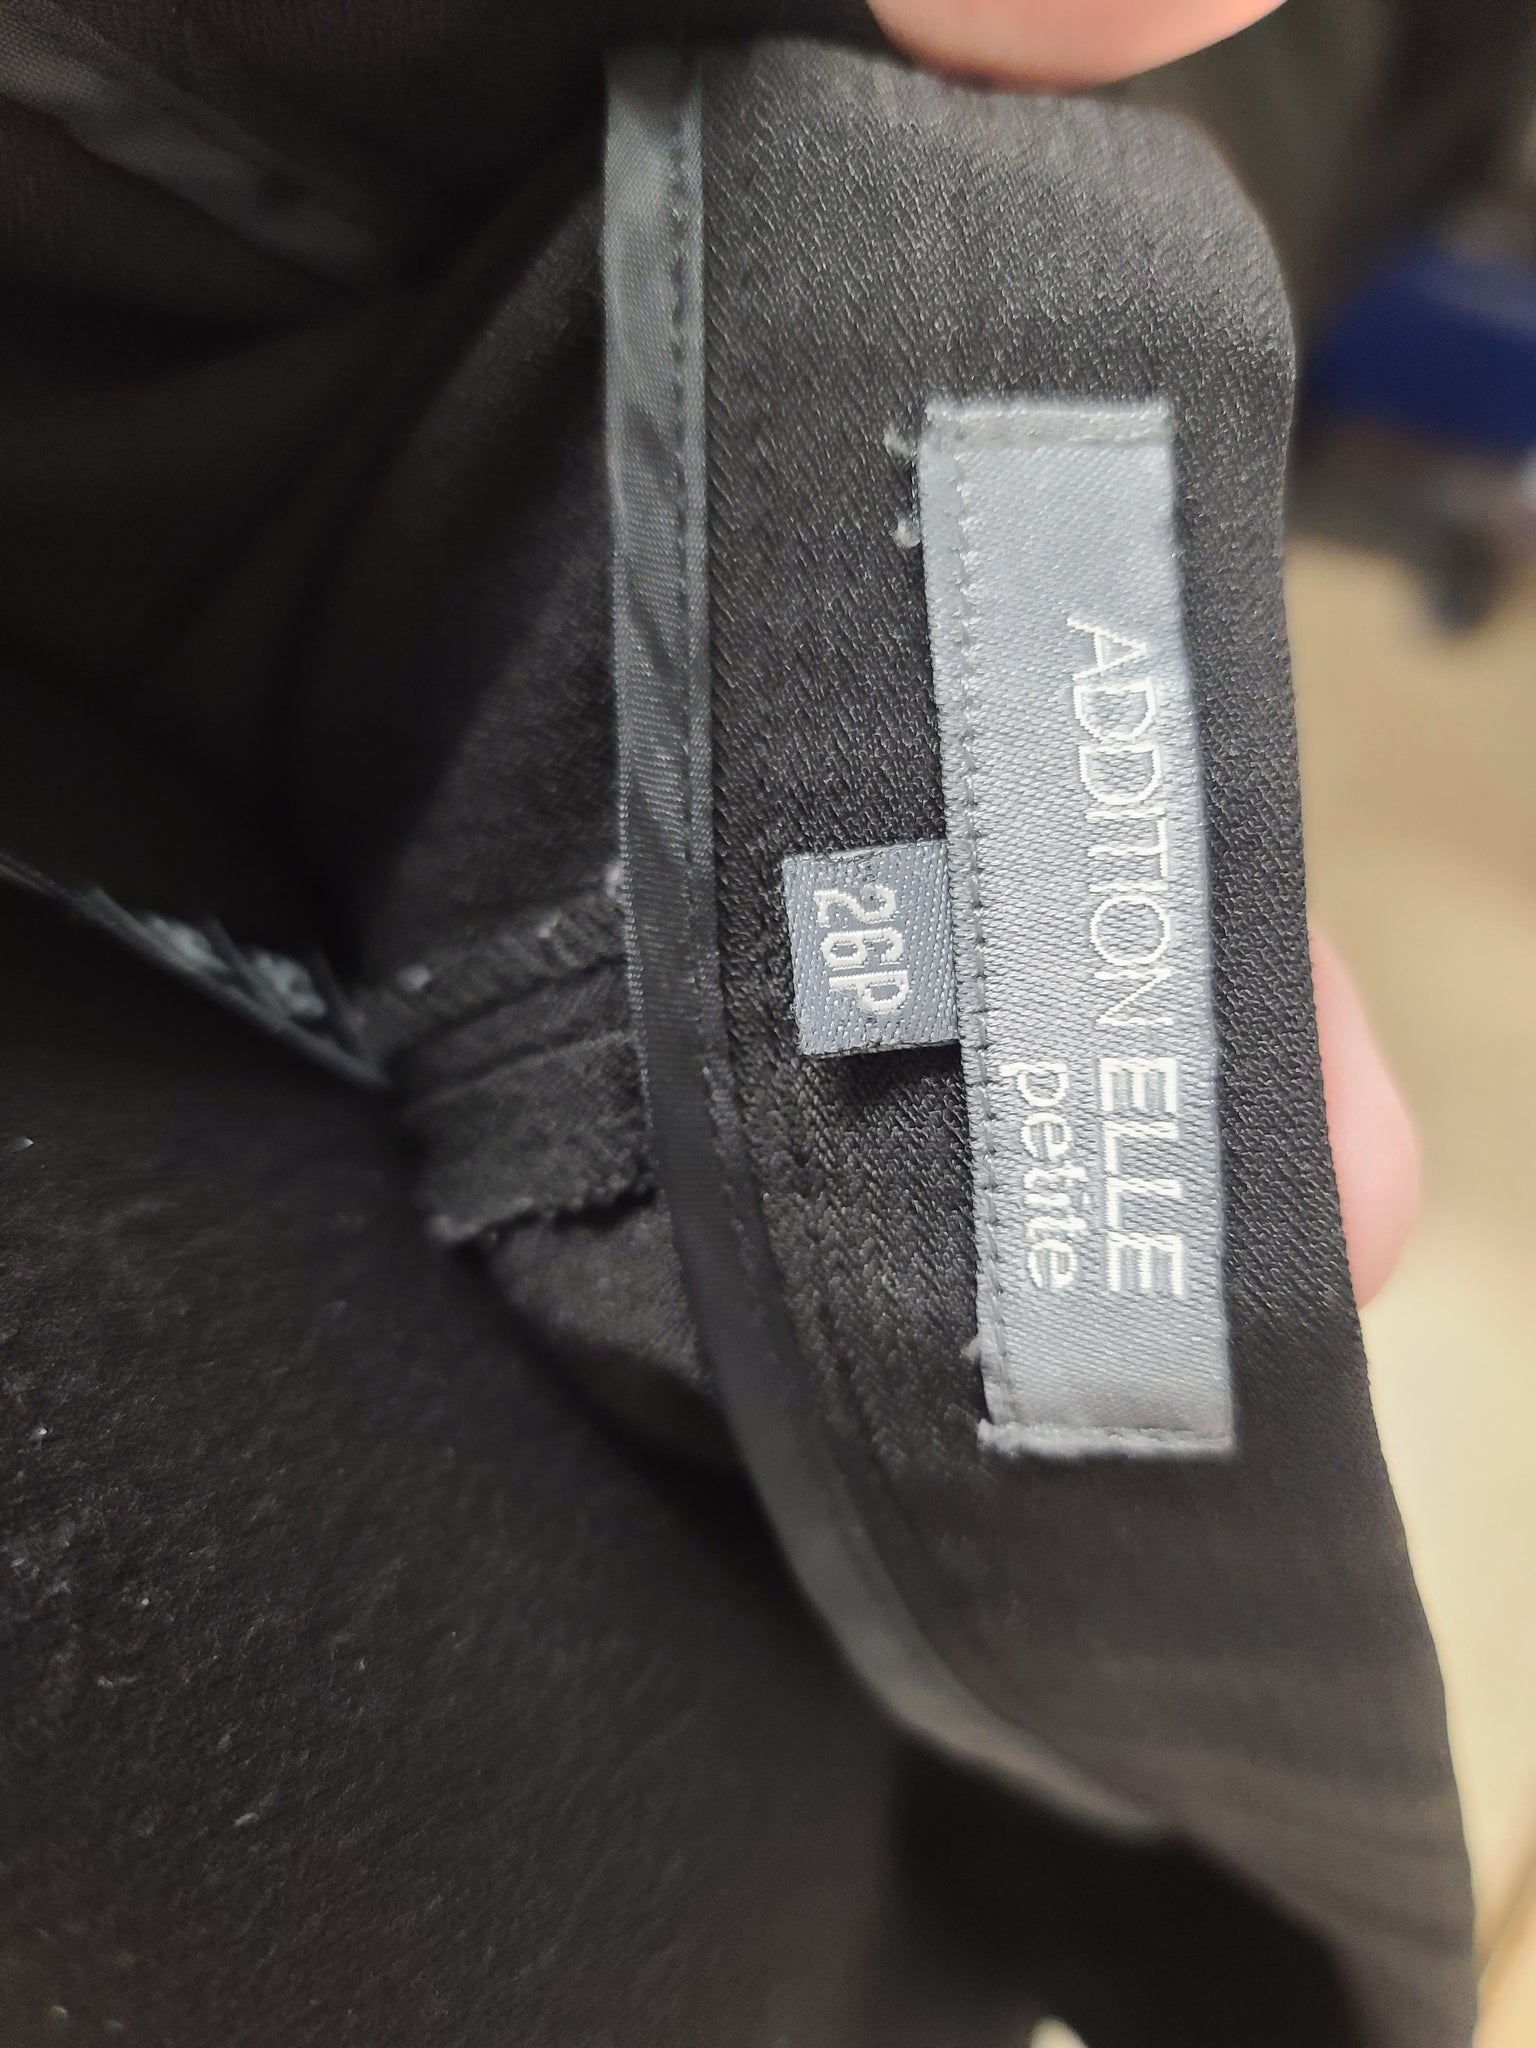 ADDITION ELLE
petite
26P